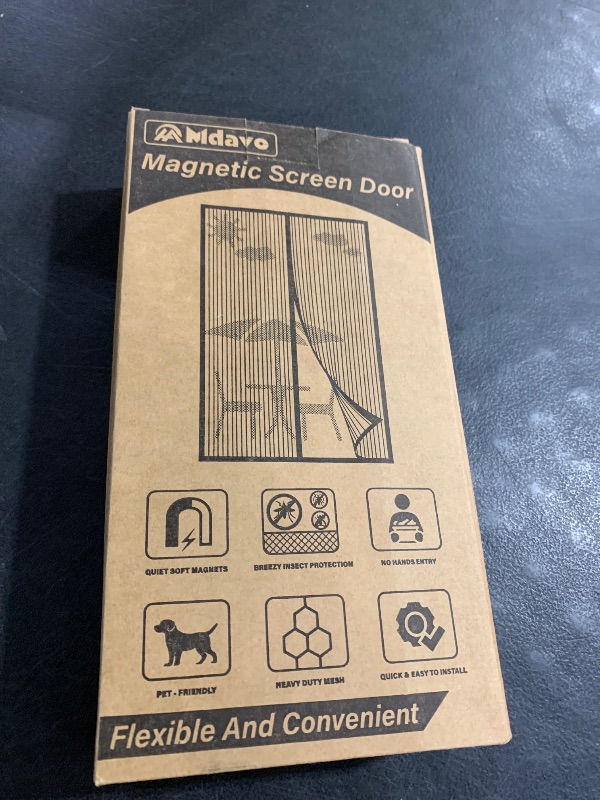 Mdavo
Magnetic Screen Door
QUIET SOFT MAGNETS
BREEZY INSECT PROTECTION
NO HANDS ENTRY
PET - FRIENDLY
HEAVY DUTY MESH
QUICK & EASY TO INSTALL
Flexible And Convenient